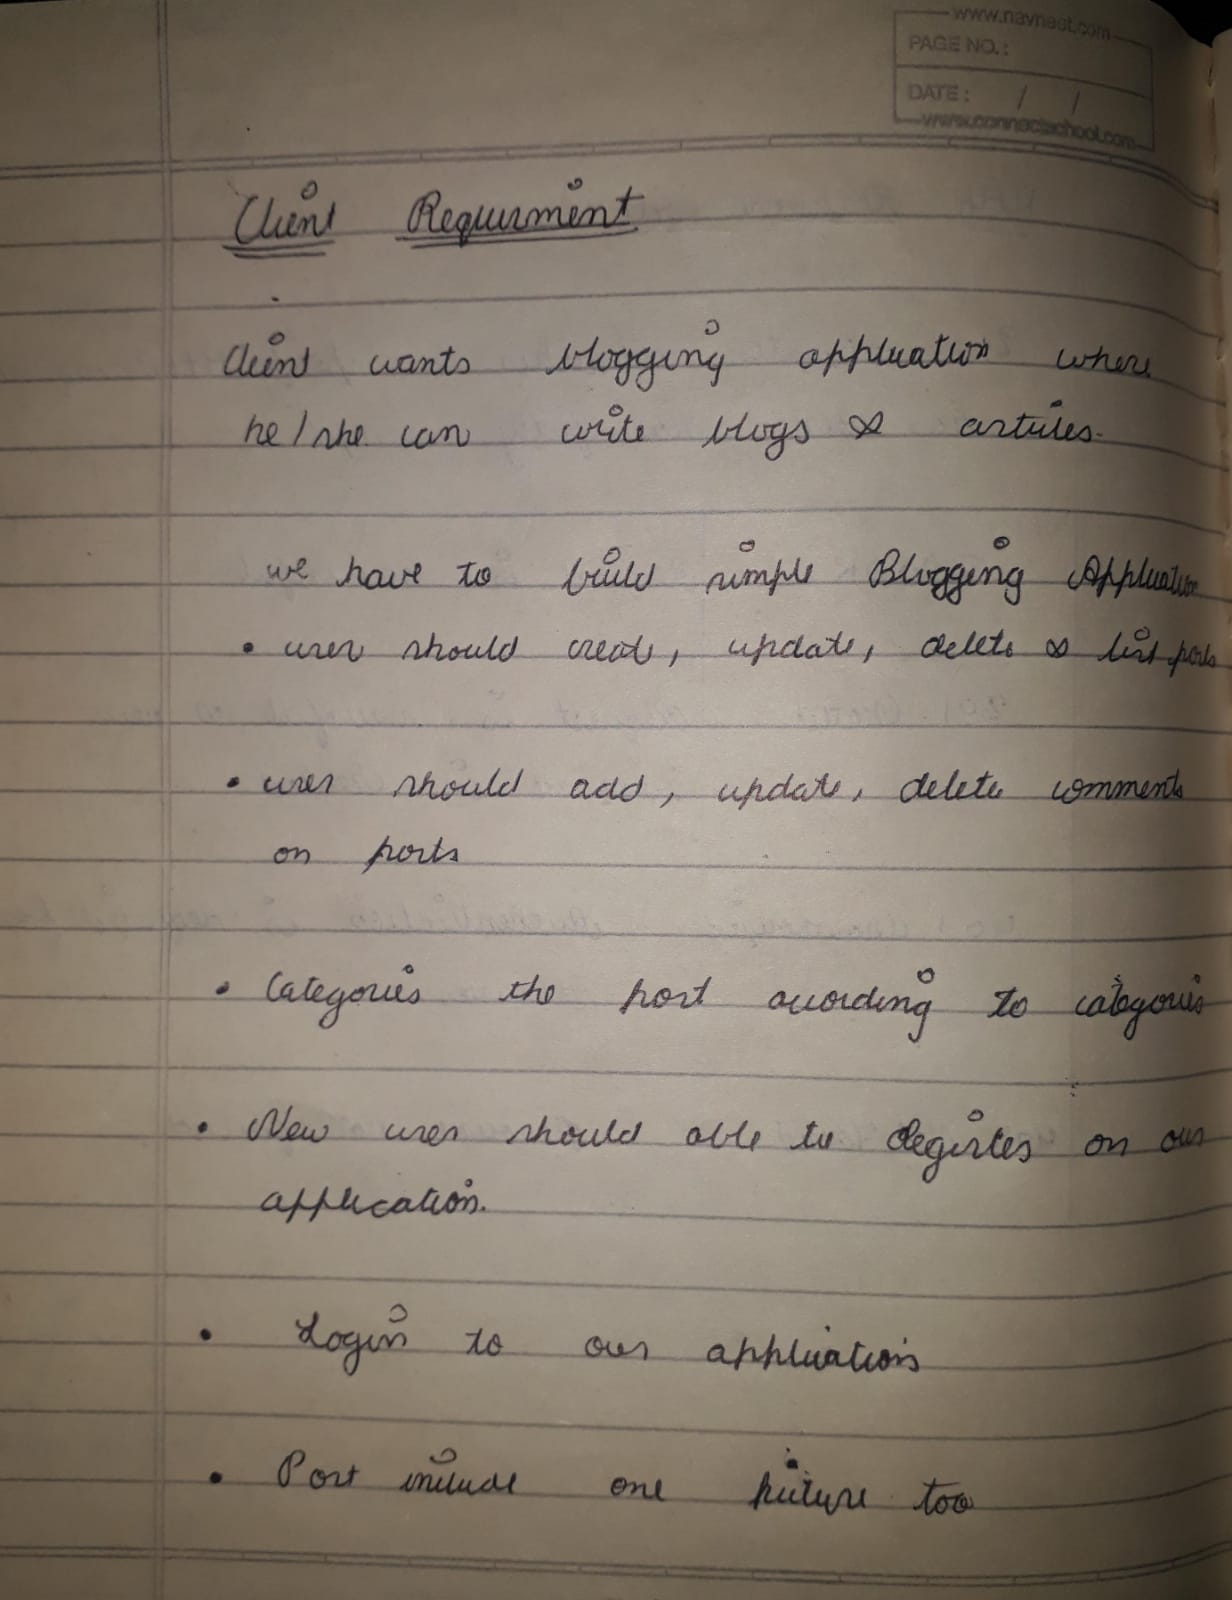 www.navneet.com
PAGE NO.:
DATE: / /
www.connectschool.com
Client Requirment
Client wants blogging application where
he/she can write blogs & articles.
we have to build simple Blogging Application
• user should create, update, delete & list posts
• user should add, update, delete comments
on posts
• Categories the post according to categories
• New user should able to Register on our
application.
• Login to our application
• Post include one picture too